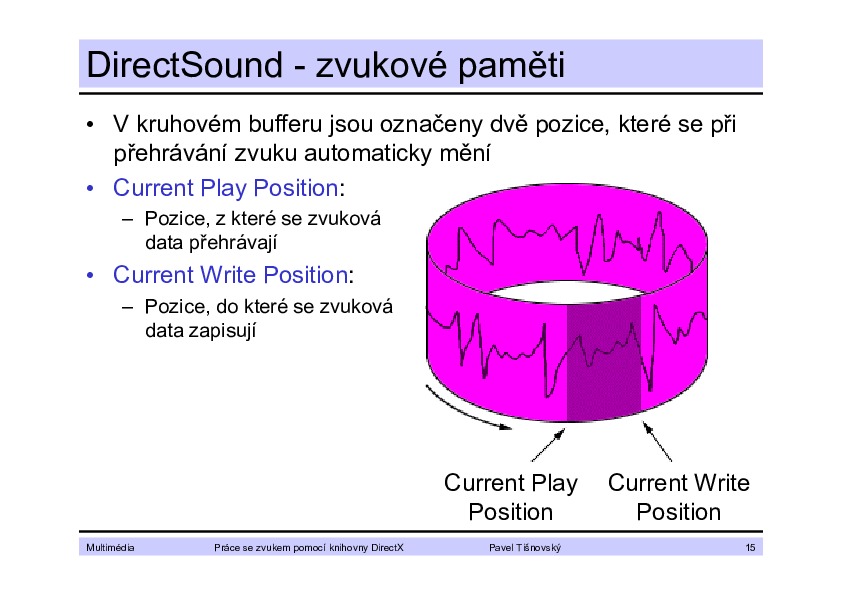 DirectSound - zvukové paměti
• V kruhovém bufferu jsou označeny dvě pozice, které se při
přehrávání zvuku automaticky mění
• Current Play Position:
– Pozice, z které se zvuková
data přehrávají
• Current Write Position:
– Pozice, do které se zvuková
data zapisují
Current Play
Position
Current Write
Position
Multimédia Práce se zvukem pomocí knihovny DirectX Pavel Tišnovský 15